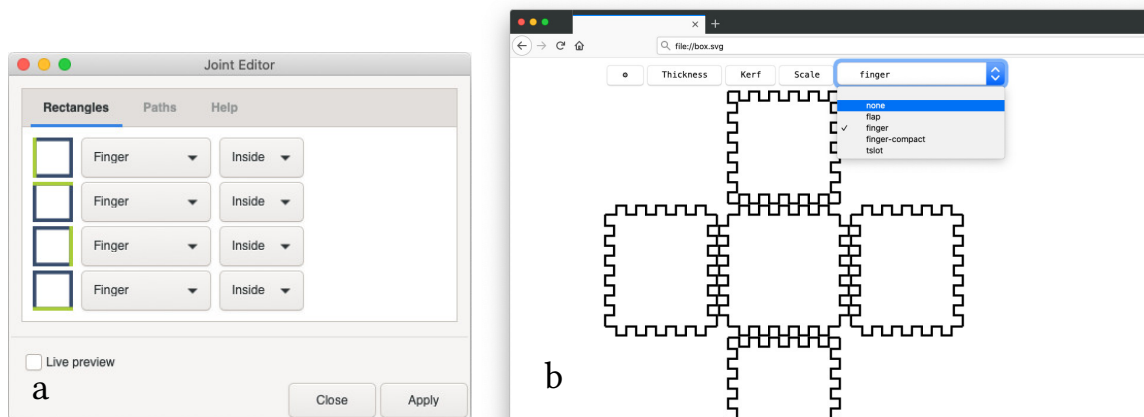 Joint Editor
Rectangles Paths Help
Finger Inside
Finger Inside
Finger Inside
Finger Inside
Live preview
Close Apply
a
file://box.svg
Thickness Kerf Scale finger
none
flap
finger
finger-compact
tslot
b